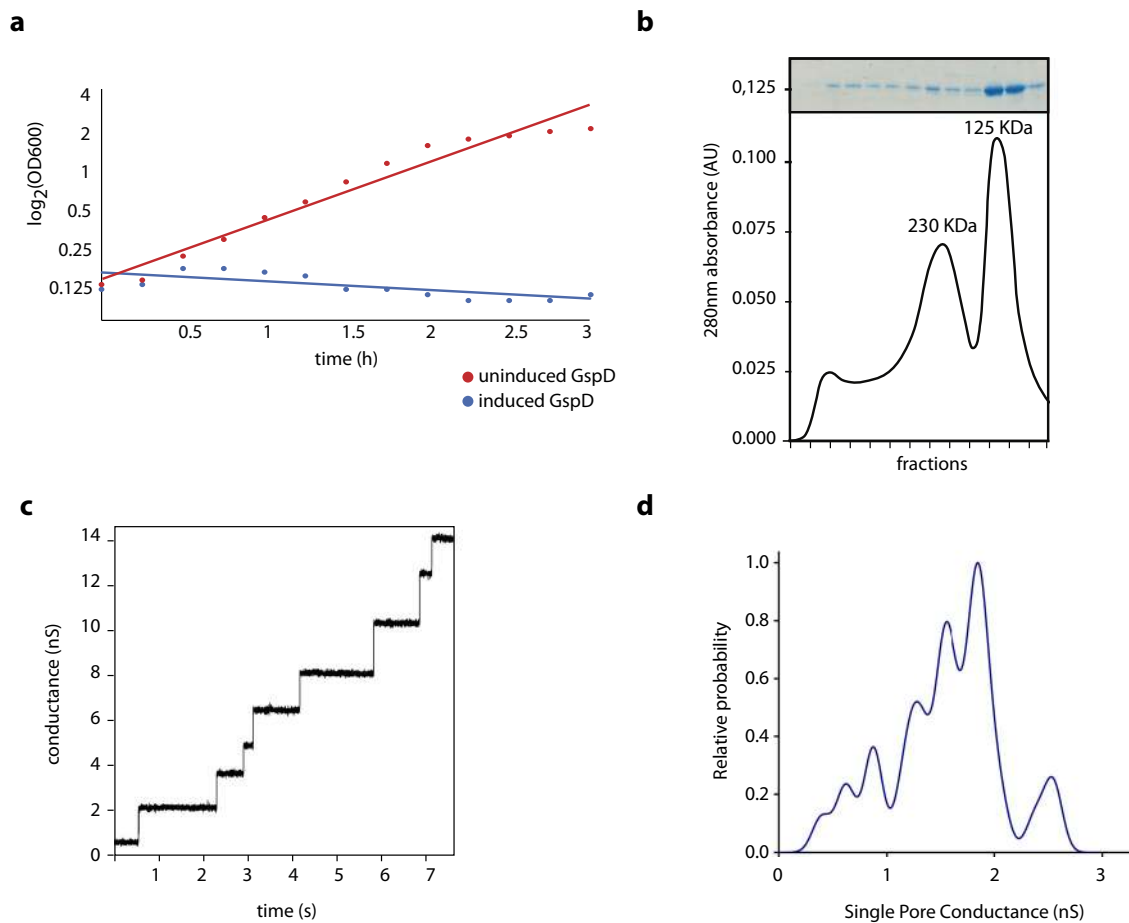 a
log2(OD600)
4
2
1
0.5
0.25
0.125
0.5 1 1.5 2 2.5 3
time (h)
uninduced GspD
induced GspD
b
280nm absorbance (AU)
0,125
0.100
0.075
0.050
0.025
0.000
125 KDa
230 KDa
fractions
c
conductance (nS)
14
12
10
8
6
4
2
0
1 2 3 4 5 6 7
time (s)
d
Relative probability
1.0
0.8
0.6
0.4
0.2
0.0
0 1 2 3
Single Pore Conductance (nS)